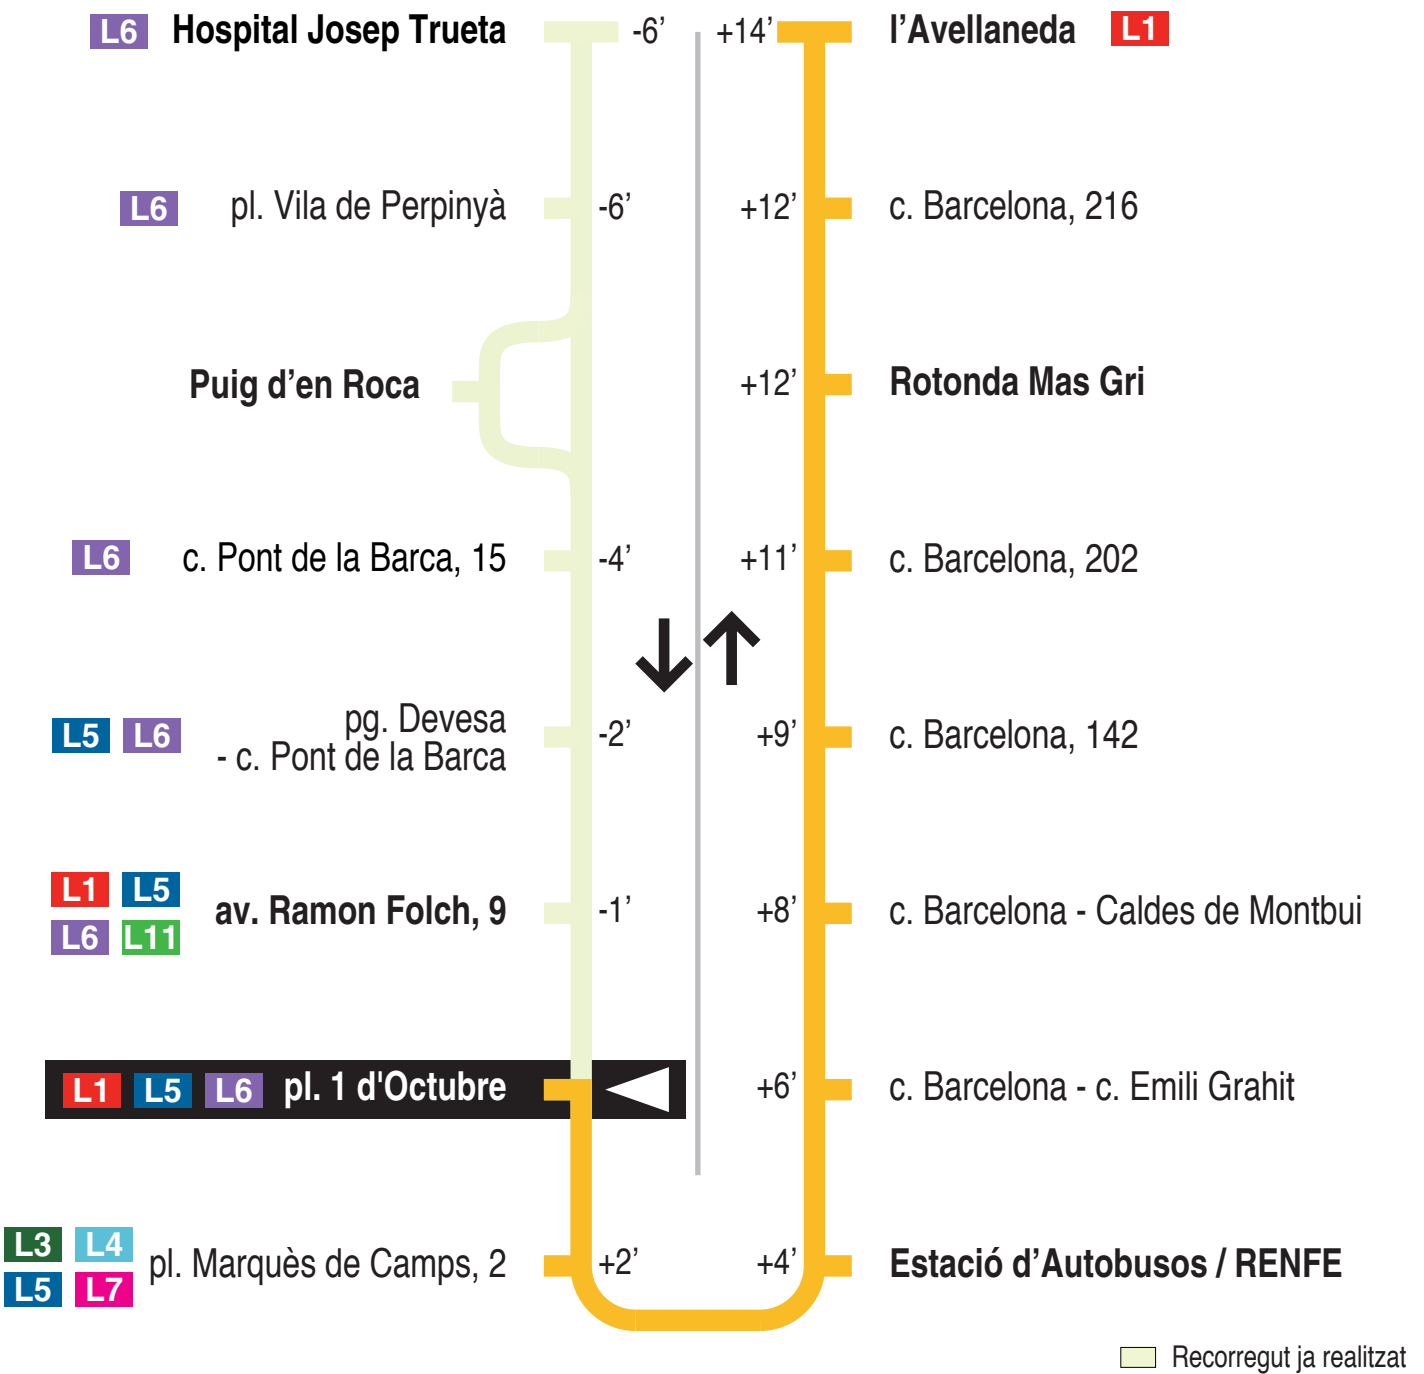 L6 Hospital Josep Trueta -6’ +14’ l’Avellaneda L1
L6 pl. Vila de Perpinyà -6’ +12’ c. Barcelona, 216
Puig d’en Roca +12’ Rotonda Mas Gri
L6 c. Pont de la Barca, 15 -4’ +11’ c. Barcelona, 202
L5 L6 pg. Devesa
- c. Pont de la Barca -2’ +9’ c. Barcelona, 142
L1 L5
L6 L11
av. Ramon Folch, 9 -1’ +8’ c. Barcelona - Caldes de Montbui
L1 L5 L6 pl. 1 d'Octubre +6’ c. Barcelona - c. Emili Grahit
L3 L4
L5 L7
pl. Marquès de Camps, 2 +2’ +4’ Estació d’Autobusos / RENFE
Recorregut ja realitzat